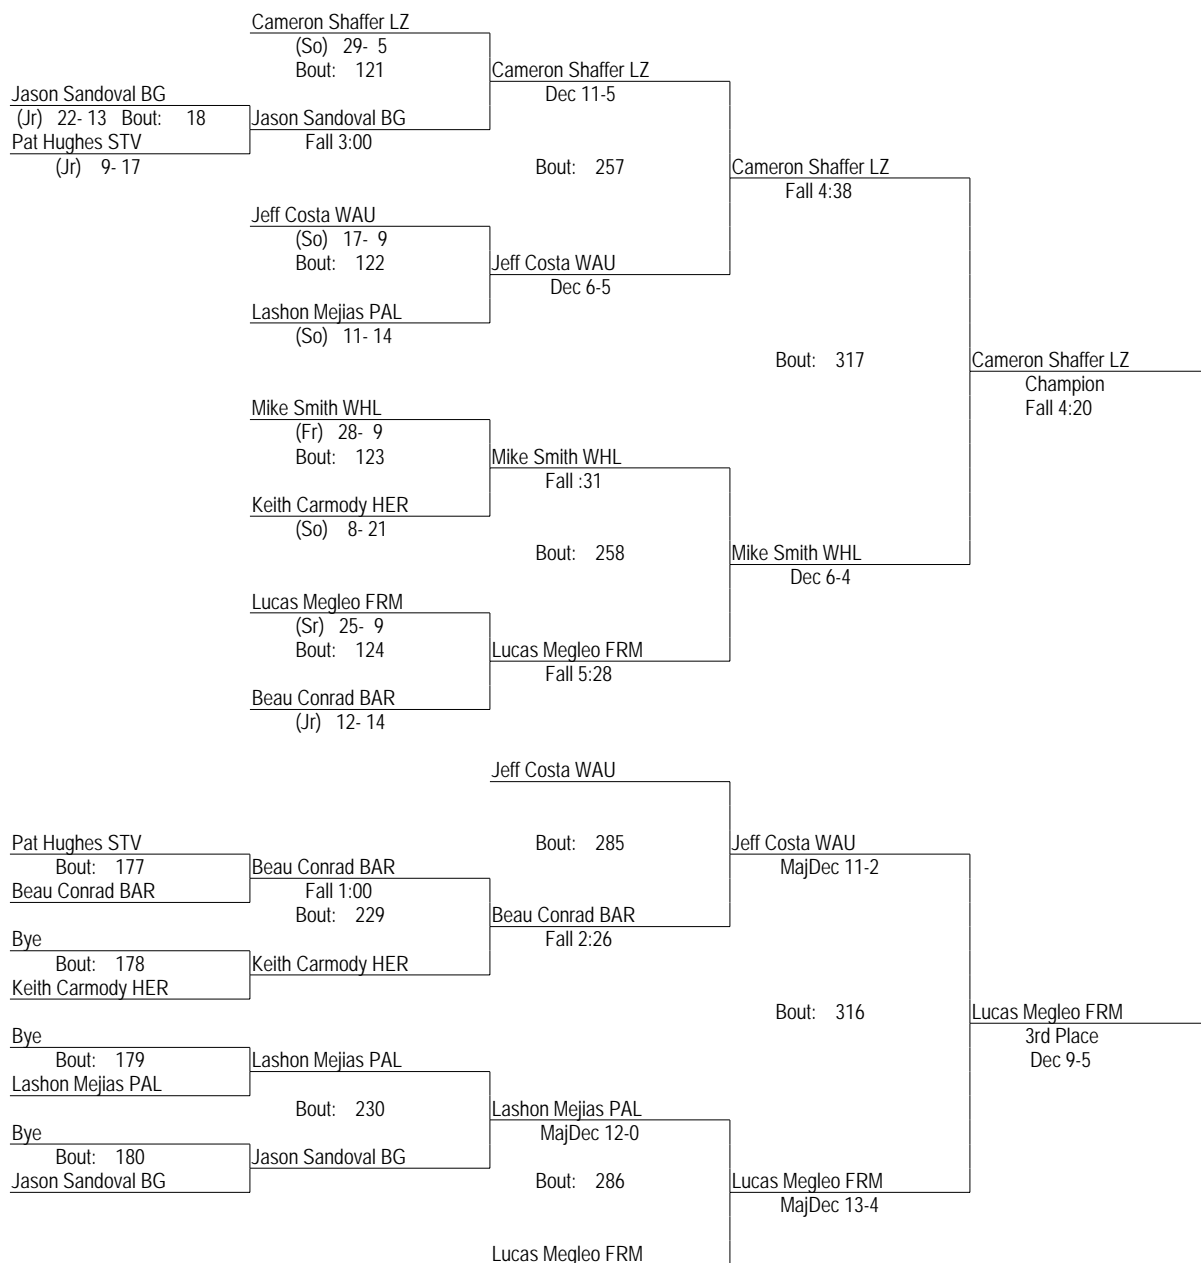 Cameron Shaffer LZ
(So) 29- 5
Bout: 121
Cameron Shaffer LZ
Dec 11-5
Jason Sandoval BG
(Jr) 22- 13 Bout: 18
Jason Sandoval BG
Fall 3:00
Pat Hughes STV
(Jr) 9- 17
Bout: 257
Cameron Shaffer LZ
Fall 4:38
Jeff Costa WAU
(So) 17- 9
Bout: 122
Jeff Costa WAU
Dec 6-5
Lashon Mejias PAL
(So) 11- 14
Bout: 317
Cameron Shaffer LZ
Champion
Fall 4:20
Mike Smith WHL
(Fr) 28- 9
Bout: 123
Mike Smith WHL
Fall :31
Keith Carmody HER
(So) 8- 21
Bout: 258
Mike Smith WHL
Dec 6-4
Lucas Megleo FRM
(Sr) 25- 9
Bout: 124
Lucas Megleo FRM
Fall 5:28
Beau Conrad BAR
(Jr) 12- 14
Jeff Costa WAU
Pat Hughes STV
Bout: 177
Beau Conrad BAR
Bout: 285
Jeff Costa WAU
MajDec 11-2
Beau Conrad BAR
Fall 1:00
Bout: 229
Beau Conrad BAR
Fall 2:26
Bye
Bout: 178
Keith Carmody HER
Keith Carmody HER
Bout: 316
Lucas Megleo FRM
3rd Place
Dec 9-5
Bye
Bout: 179
Lashon Mejias PAL
Lashon Mejias PAL
Bout: 230
Lashon Mejias PAL
MajDec 12-0
Bye
Bout: 180
Jason Sandoval BG
Jason Sandoval BG
Bout: 286
Lucas Megleo FRM
MajDec 13-4
Lucas Megleo FRM